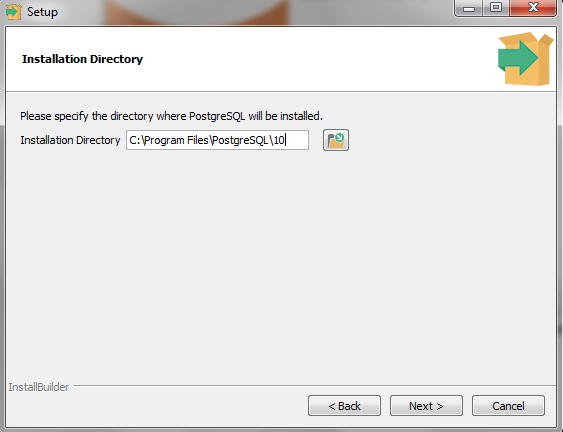 Setup
Installation Directory
Please specify the directory where PostgreSQL will be installed.
Installation Directory C:\Program Files\PostgreSQL\10
InstallBuilder
< Back Next > Cancel